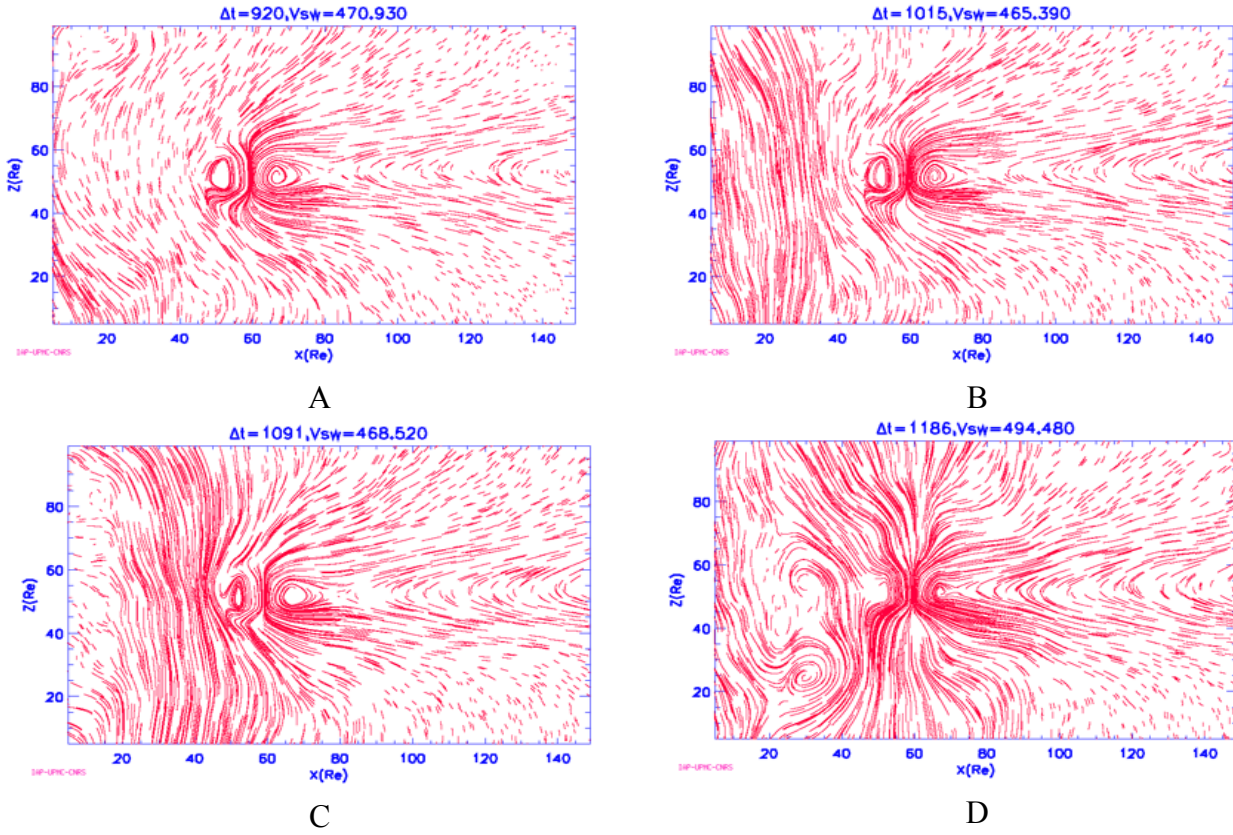 Δt=920,Vsw=470.930
Z(Re)
80
60
40
20
20 40 60 80 100 120 140
X(Re)
IAP-UPMC-CNRS
A
Δt=1015,Vsw=465.390
Z(Re)
80
60
40
20
20 40 60 80 100 120 140
X(Re)
IAP-UPMC-CNRS
B
Δt=1091,Vsw=468.520
Z(Re)
80
60
40
20
20 40 60 80 100 120 140
X(Re)
IAP-UPMC-CNRS
C
Δt=1186,Vsw=494.480
Z(Re)
80
60
40
20
20 40 60 80 100 120 140
X(Re)
IAP-UPMC-CNRS
D